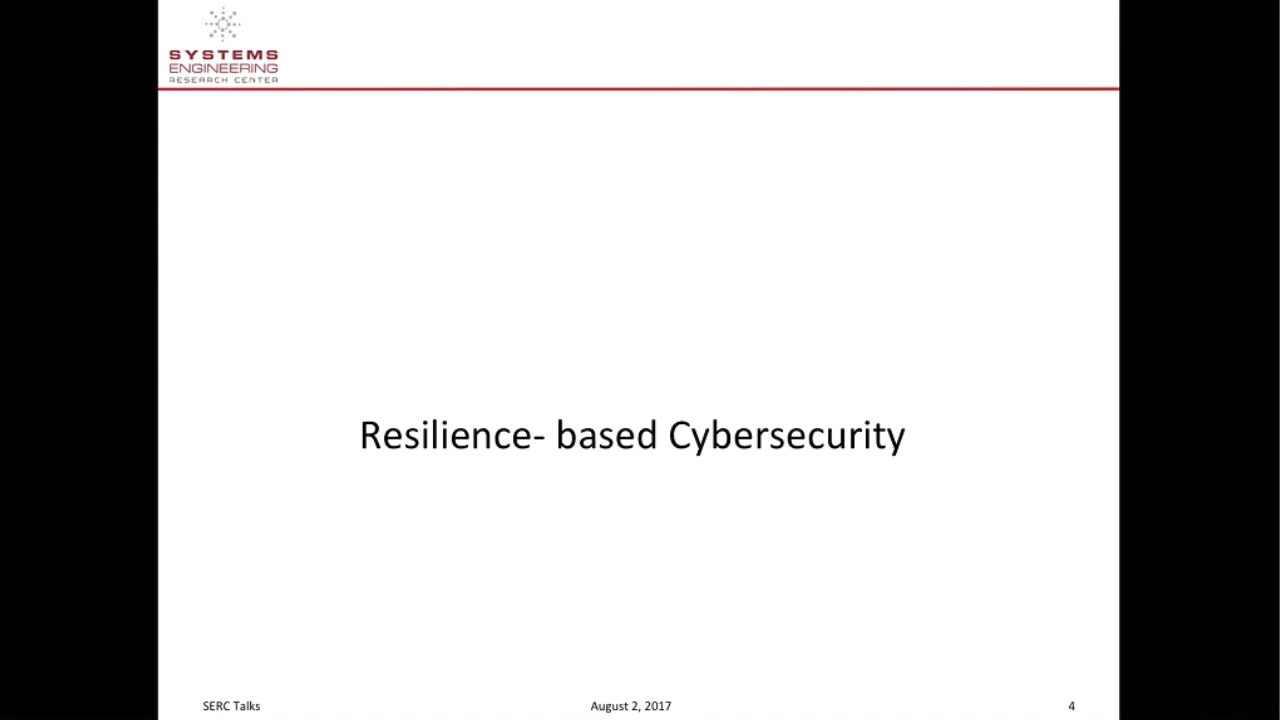 SYSTEMS
ENGINEERING
RESEARCH CENTER
Resilience- based Cybersecurity
SERC Talks
August 2, 2017
4